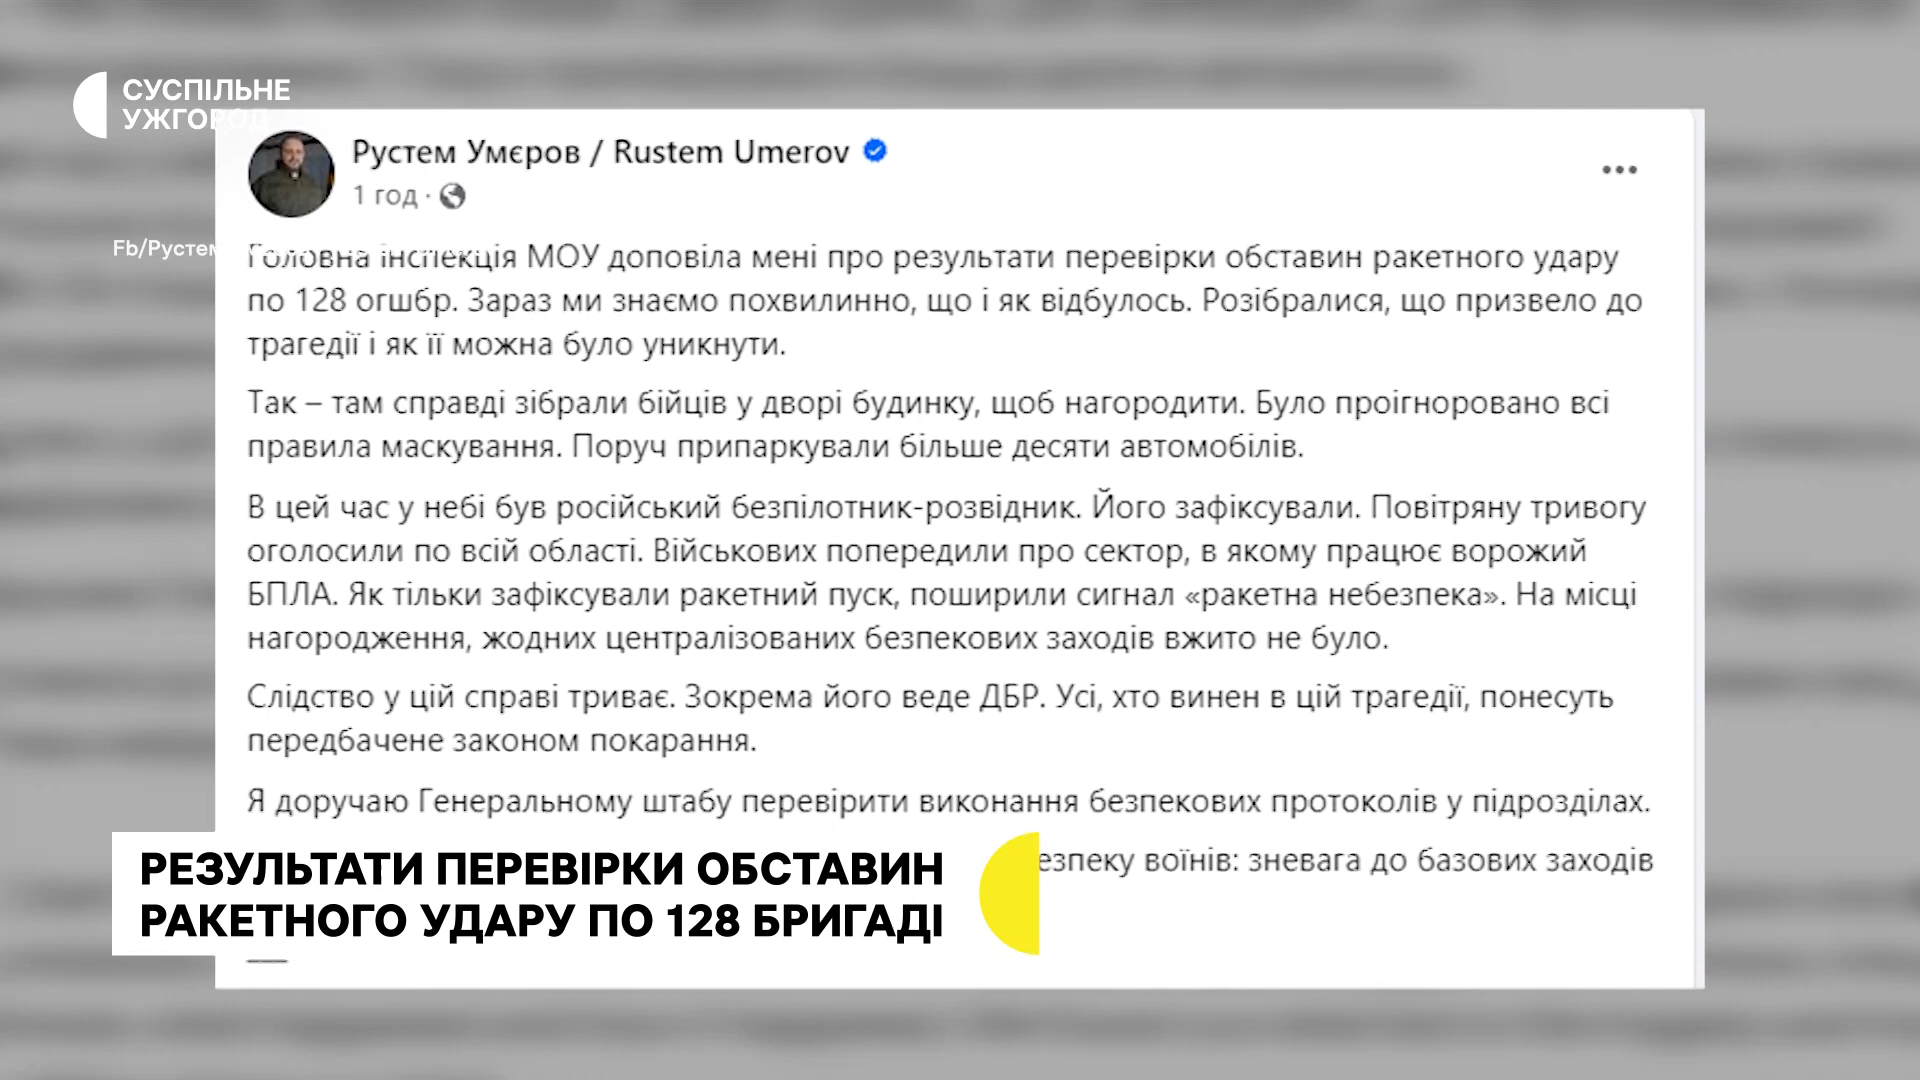 СУСПІЛЬНЕ
УЖГОРОД
Рустем Умєров / Rustem Umerov
1 год ·
Fb/Рустем
Головна інспекція МОУ доповіла мені про результати перевірки обставин ракетного удару
по 128 огшбр. Зараз ми знаємо похвилинно, що і як відбулось. Розібралися, що призвело до
трагедії і як її можна було уникнути.
Так – там справді зібрали бійців у дворі будинку, щоб нагородити. Було проігноровано всі
правила маскування. Поруч припаркували більше десяти автомобілів.
В цей час у небі був російський безпілотник-розвідник. Його зафіксували. Повітряну тривогу
оголосили по всій області. Військових попередили про сектор, в якому працює ворожий
БПЛА. Як тільки зафіксували ракетний пуск, поширили сигнал «ракетна небезпека». На місці
нагородження, жодних централізованих безпекових заходів вжито не було.
Слідство у цій справі триває. Зокрема його веде ДБР. Усі, хто винен в цій трагедії, понесуть
передбачене законом покарання.
Я доручаю Генеральному штабу перевірити виконання безпекових протоколів у підрозділах.
езпеку воїнів: зневага до базових заходів
РЕЗУЛЬТАТИ ПЕРЕВІРКИ ОБСТАВИН
РАКЕТНОГО УДАРУ ПО 128 БРИГАДІ